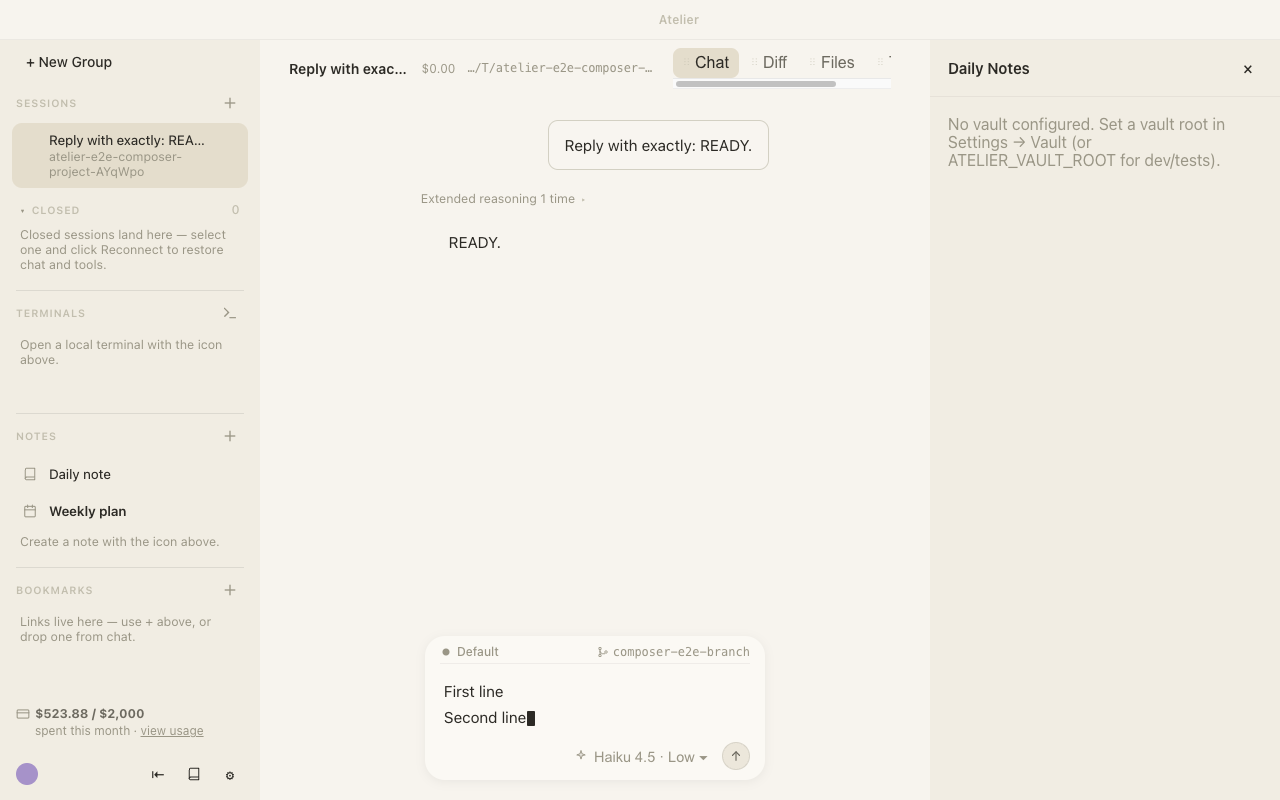 Atelier
+ New Group
SESSIONS
Reply with exactly: REA...
atelier-e2e-composer-
project-AYqWpo
CLOSED 0
Closed sessions land here — select
one and click Reconnect to restore
chat and tools.
TERMINALS
Open a local terminal with the icon
above.
NOTES
Daily note
Weekly plan
Create a note with the icon above.
BOOKMARKS
Links live here — use + above, or
drop one from chat.
$523.88 / $2,000
spent this month · view usage
Reply with exac... $0.00 …/T/atelier-e2e-composer-…
Chat Diff Files
Reply with exactly: READY.
Extended reasoning 1 time
READY.
Default composer-e2e-branch
First line
Second line
Haiku 4.5 · Low
Daily Notes
No vault configured. Set a vault root in
Settings → Vault (or
ATELIER_VAULT_ROOT for dev/tests).